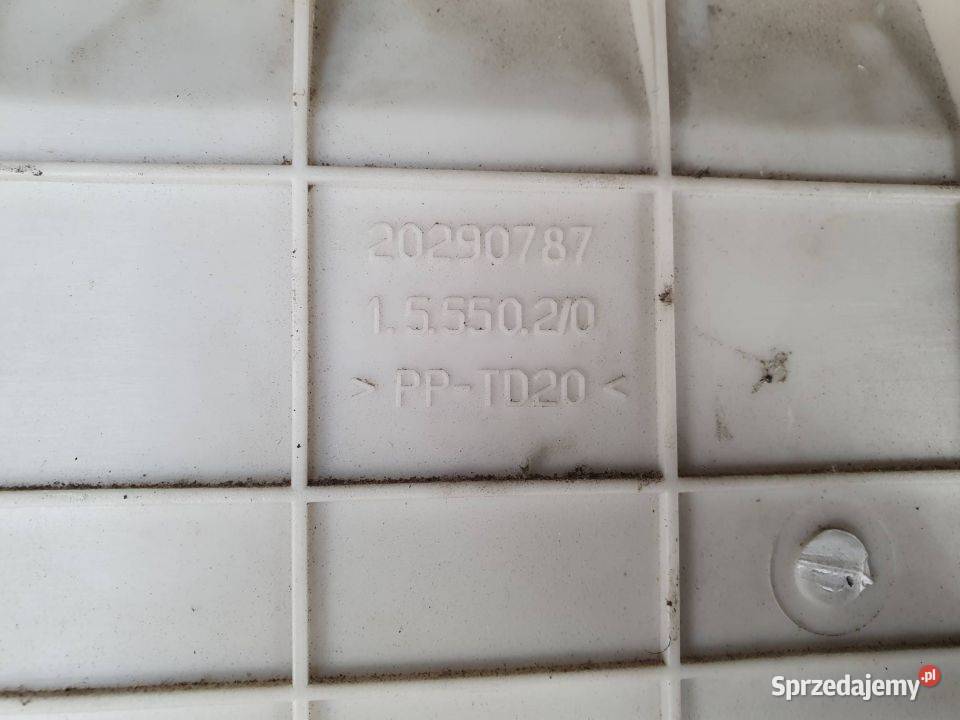 20290787
1.5.550.2/0
> PP-TD20 <
Sprzedajemy.pl